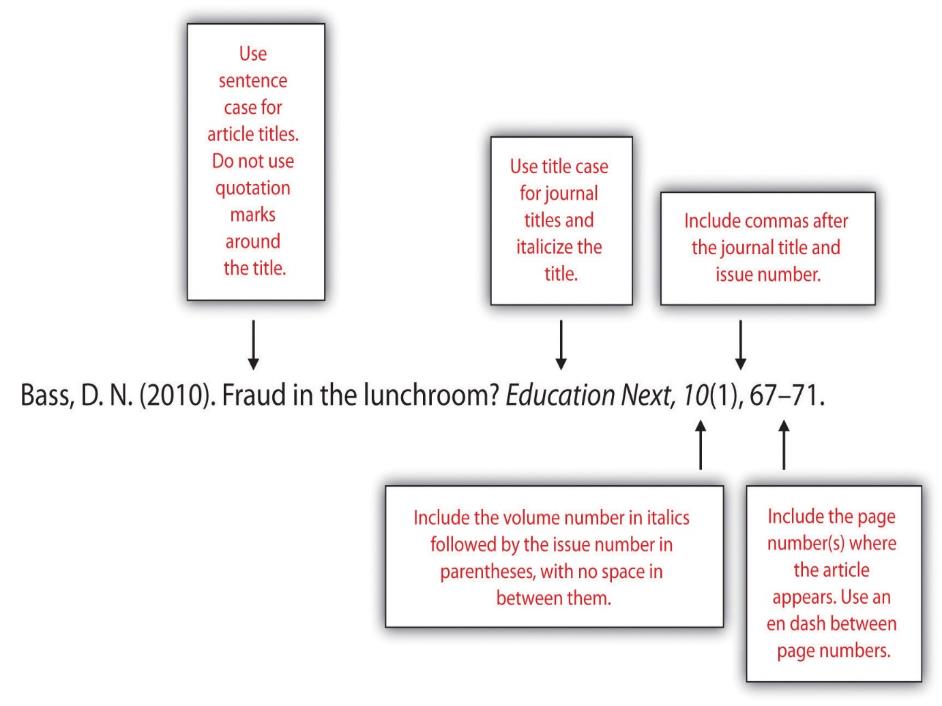 Use
sentence
case for
article titles.
Do not use
quotation
marks
around
the title.
Use title case
for journal
titles and
italicize the
title.
Include commas after
the journal title and
issue number.
Bass, D. N. (2010). Fraud in the lunchroom? Education Next, 10(1), 67–71.
Include the volume number in italics
followed by the issue number in
parentheses, with no space in
between them.
Include the page
number(s) where
the article
appears. Use an
en dash between
page numbers.